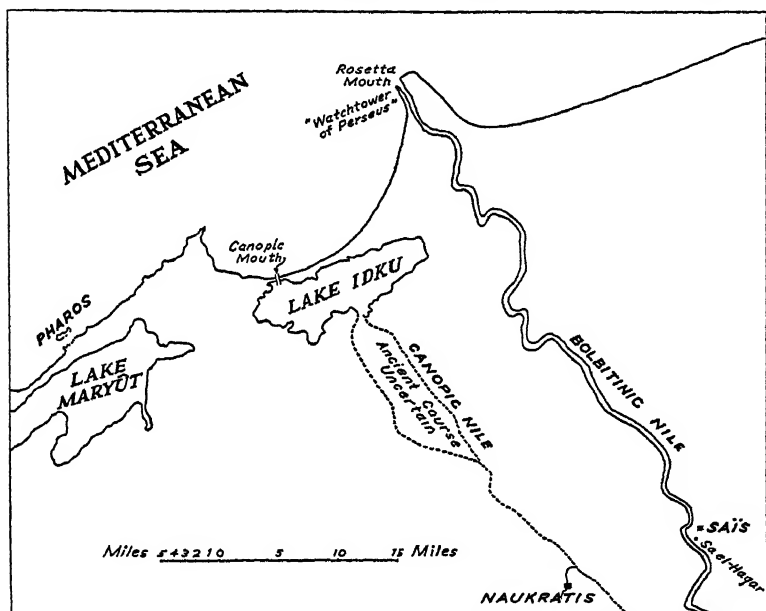 Rosetta
Mouth
"Watchtower
of Perseus"
MEDITERRANEAN
SEA
Canopic
Mouth
LAKE IDKU
PHAROS
LAKE
MARYÛT
CANOPIC NILE
Ancient Course
Uncertain
BOLBITINIC NILE
SAÏS
Sa el-Hagar
Miles 5 4 3 2 1 0 5 10 15 Miles
NAUKRATIS